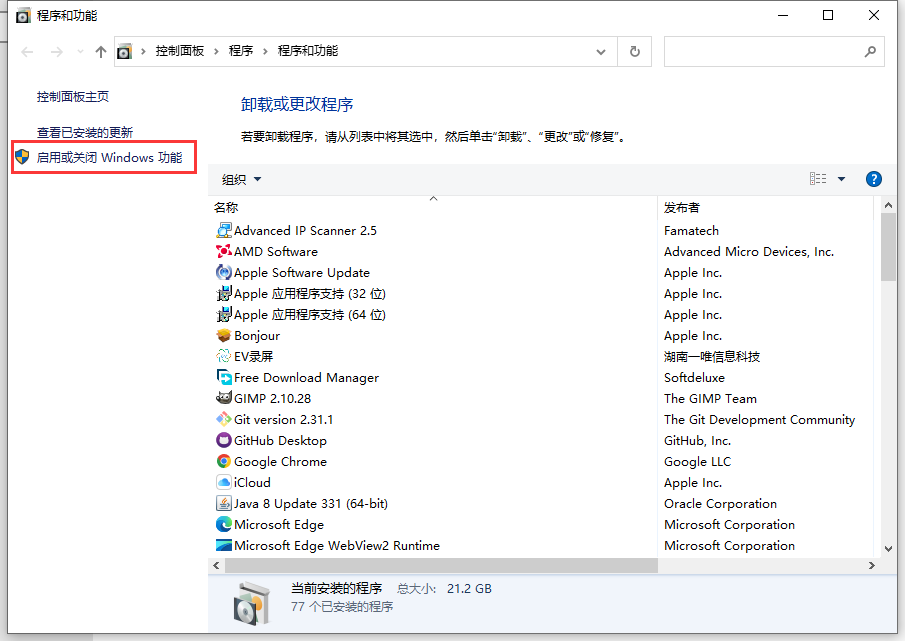 程序和功能
控制面板 程序 程序和功能
控制面板主页
查看已安装的更新
启用或关闭 Windows 功能
卸载或更改程序
若要卸载程序，请从列表中将其选中，然后单击“卸载”、“更改”或“修复”。
组织
名称 发布者
Advanced IP Scanner 2.5 Famatech
AMD Software Advanced Micro Devices, Inc.
Apple Software Update Apple Inc.
Apple 应用程序支持 (32 位) Apple Inc.
Apple 应用程序支持 (64 位) Apple Inc.
Bonjour Apple Inc.
EV录屏 湖南一唯信息科技
Free Download Manager Softdeluxe
GIMP 2.10.28 The GIMP Team
Git version 2.31.1 The Git Development Community
GitHub Desktop GitHub, Inc.
Google Chrome Google LLC
iCloud Apple Inc.
Java 8 Update 331 (64-bit) Oracle Corporation
Microsoft Edge Microsoft Corporation
Microsoft Edge WebView2 Runtime Microsoft Corporation
当前安装的程序 总大小: 21.2 GB
77 个已安装的程序